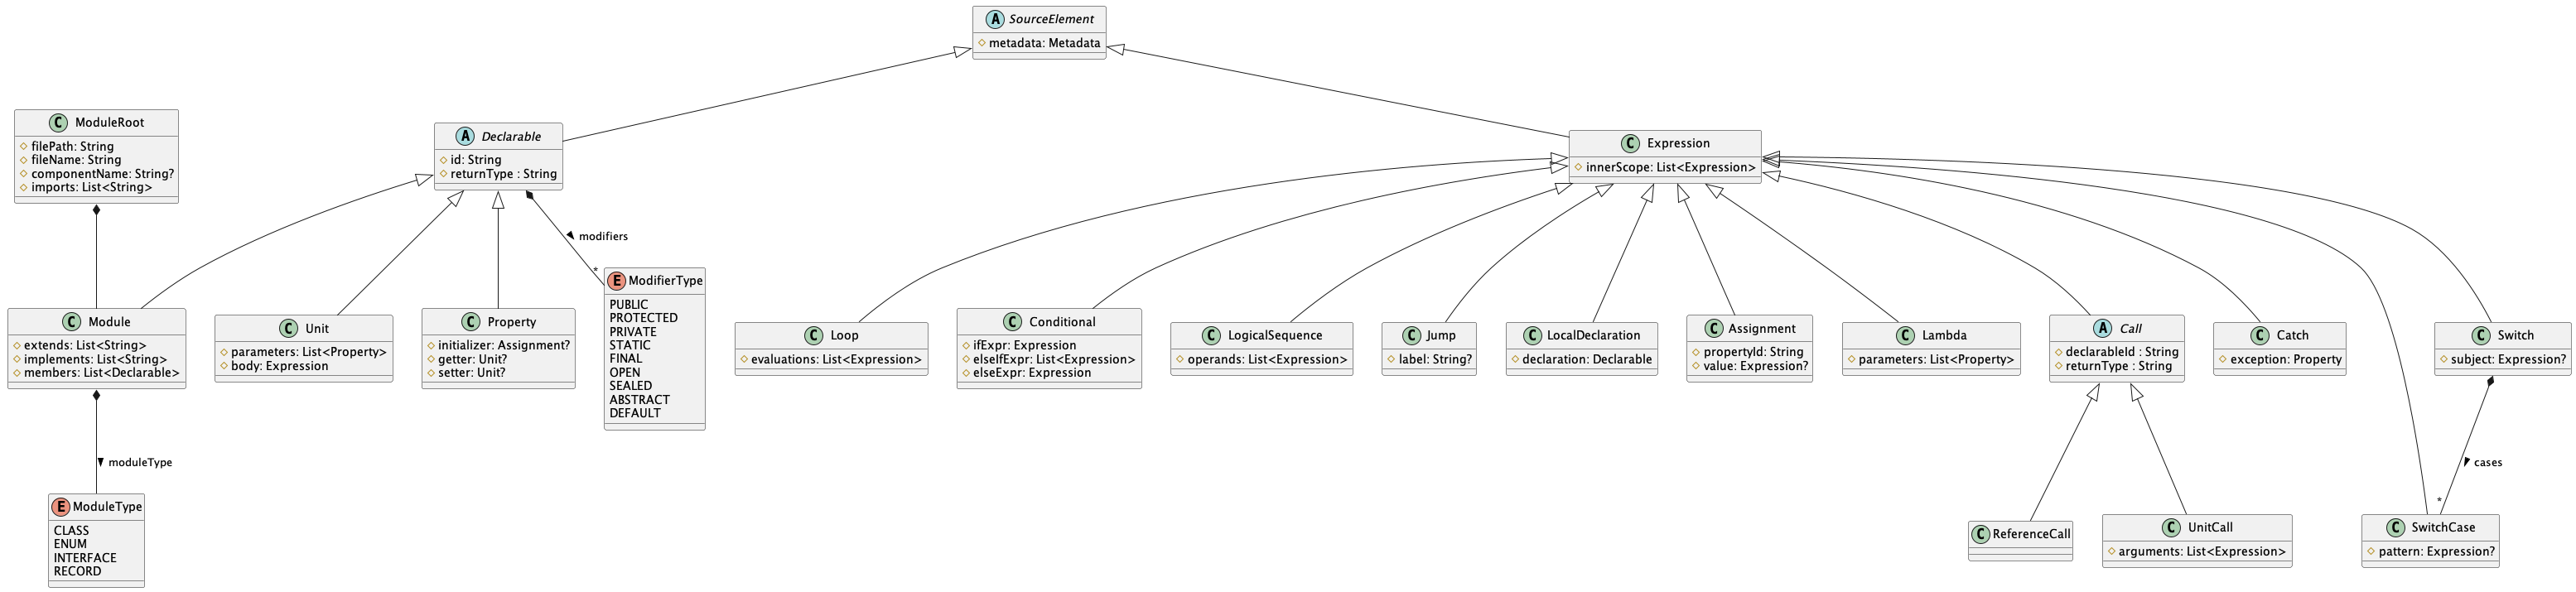 A SourceElement
metadata: Metadata
C ModuleRoot
filePath: String
fileName: String
componentName: String?
imports: List<String>
A Declarable
id: String
returnType : String
C Expression
innerScope: List<Expression>
modifiers
*
E ModifierType
PUBLIC
PROTECTED
PRIVATE
STATIC
FINAL
OPEN
SEALED
ABSTRACT
DEFAULT
C Module
extends: List<String>
implements: List<String>
members: List<Declarable>
C Unit
parameters: List<Property>
body: Expression
C Property
initializer: Assignment?
getter: Unit?
setter: Unit?
C Loop
evaluations: List<Expression>
C Conditional
ifExpr: Expression
elseIfExpr: List<Expression>
elseExpr: Expression
C LogicalSequence
operands: List<Expression>
C Jump
label: String?
C LocalDeclaration
declaration: Declarable
C Assignment
propertyId: String
value: Expression?
C Lambda
parameters: List<Property>
A Call
declarableId : String
returnType : String
C Catch
exception: Property
C Switch
subject: Expression?
moduleType
cases
*
E ModuleType
CLASS
ENUM
INTERFACE
RECORD
C ReferenceCall
C UnitCall
arguments: List<Expression>
C SwitchCase
pattern: Expression?